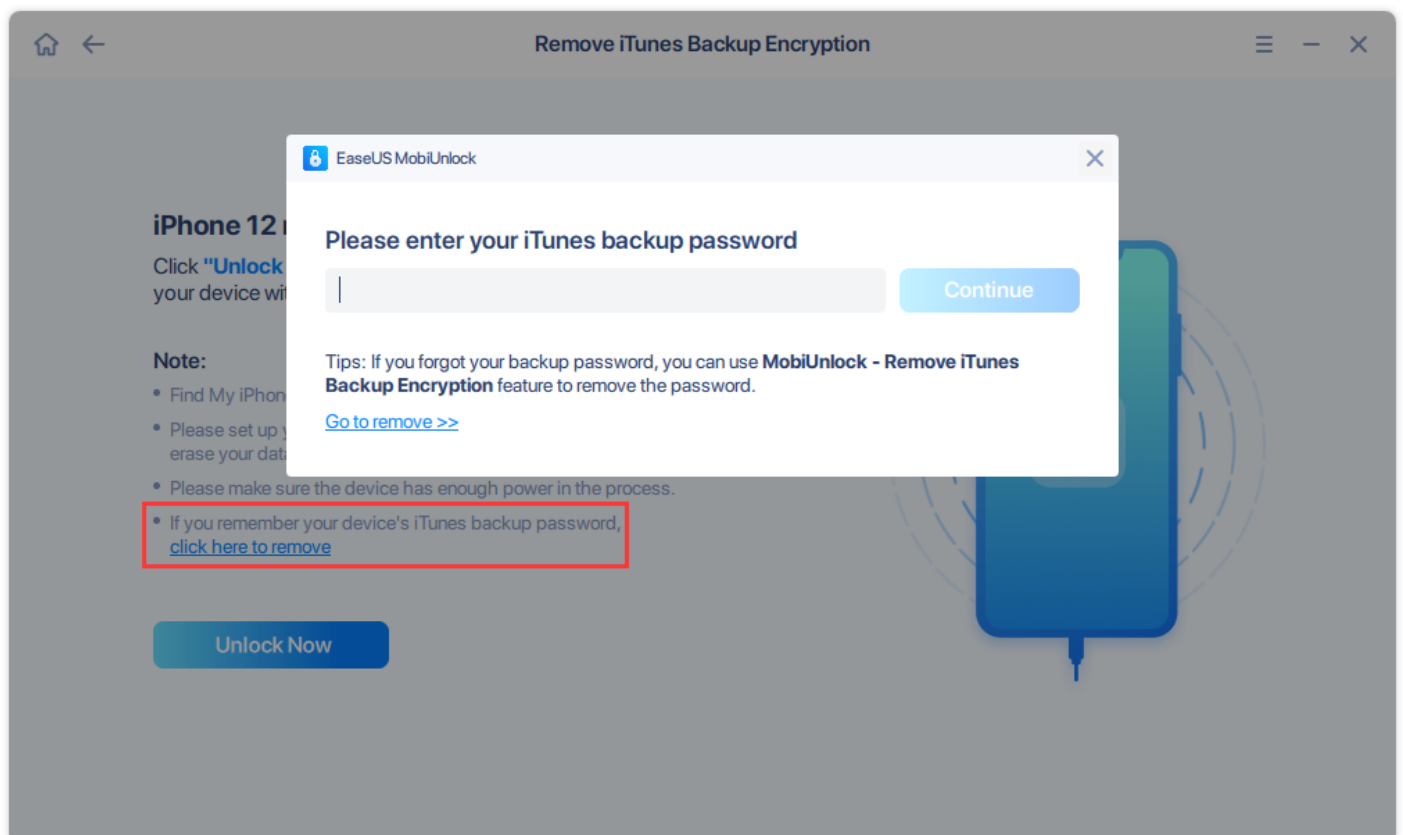 Remove iTunes Backup Encryption
EaseUS MobiUnlock
Please enter your iTunes backup password
Continue
Tips: If you forgot your backup password, you can use MobiUnlock - Remove iTunes
Backup Encryption feature to remove the password.
Go to remove >>
iPhone 12
Click "Unlock
your device
Note:
Find My
Please set up
erase your
Please make sure the device has enough power in the process.
If you remember your device's iTunes backup password,
click here to remove
Unlock Now